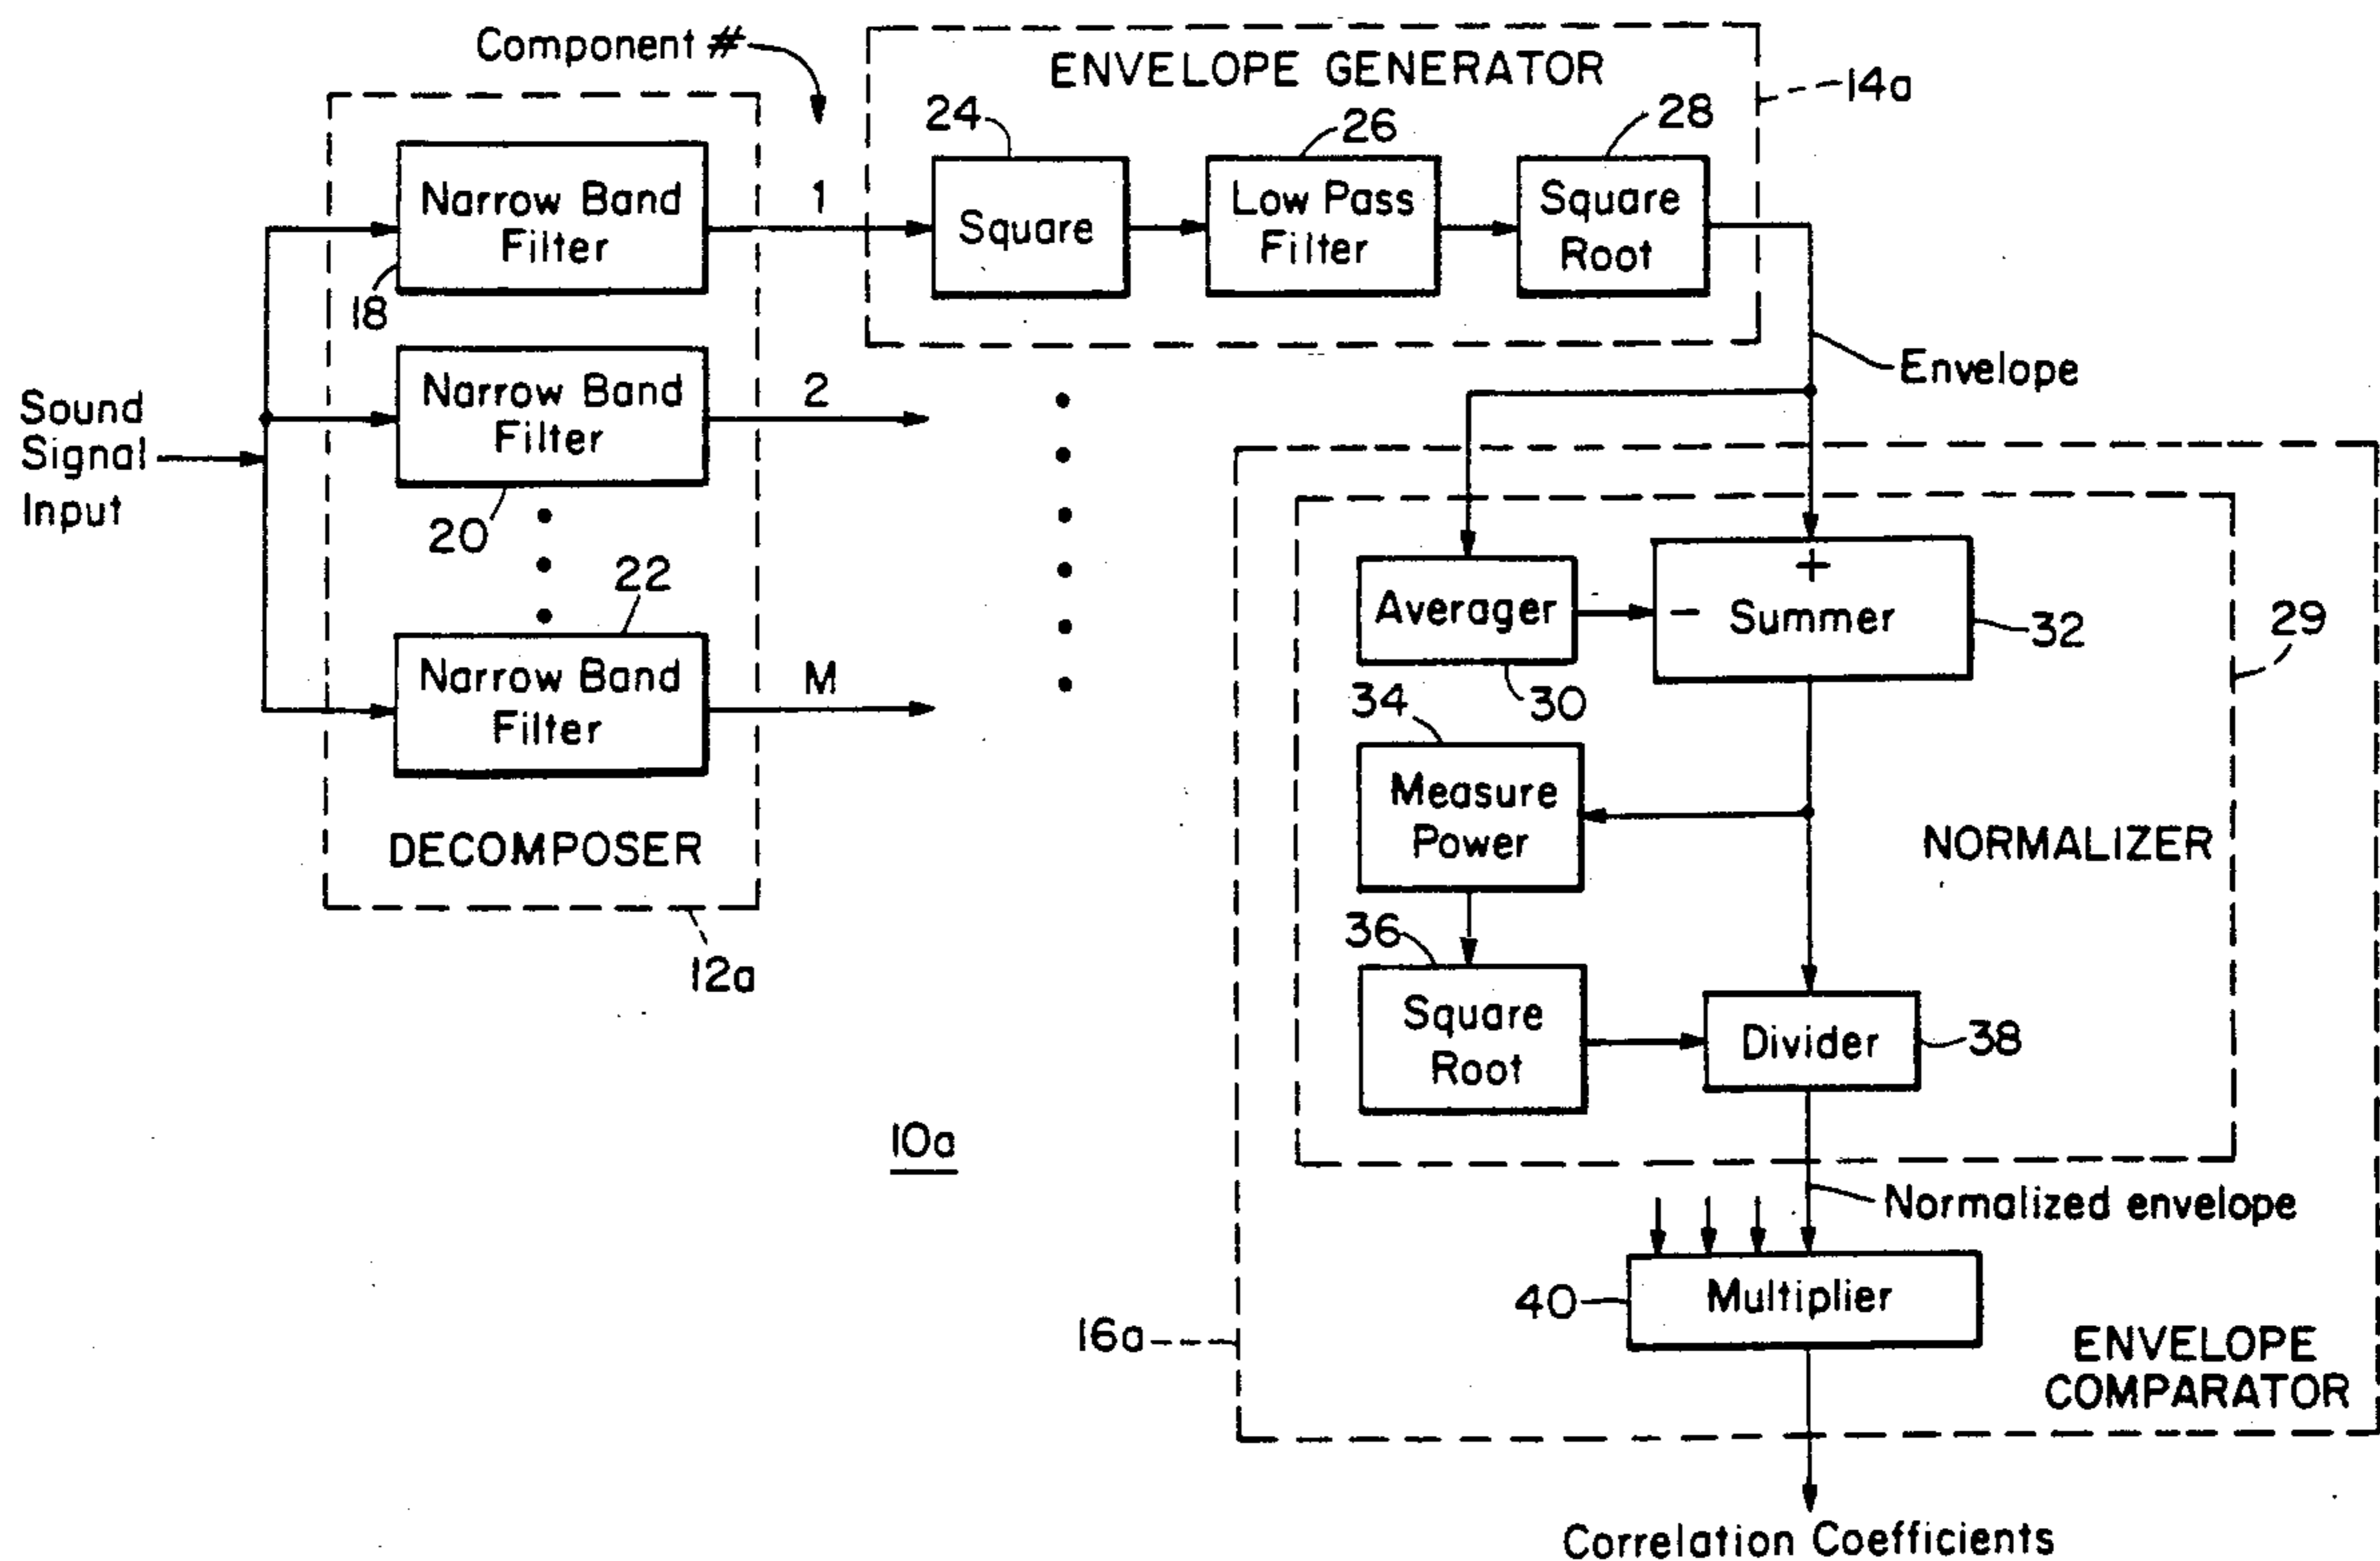 Component #
ENVELOPE GENERATOR
14a
24
26
28
Narrow Band
Filter
18
1
Square
Low Pass
Filter
Square
Root
Envelope
Sound
Signal
Input
Narrow Band
Filter
20
2
22
Narrow Band
Filter
M
DECOMPOSER
12a
Averager
30
+
- Summer
32
29
34
Measure
Power
NORMALIZER
36
Square
Root
Divider
38
10a
Normalized envelope
40
Multiplier
16a
ENVELOPE
COMPARATOR
Correlation Coefficients